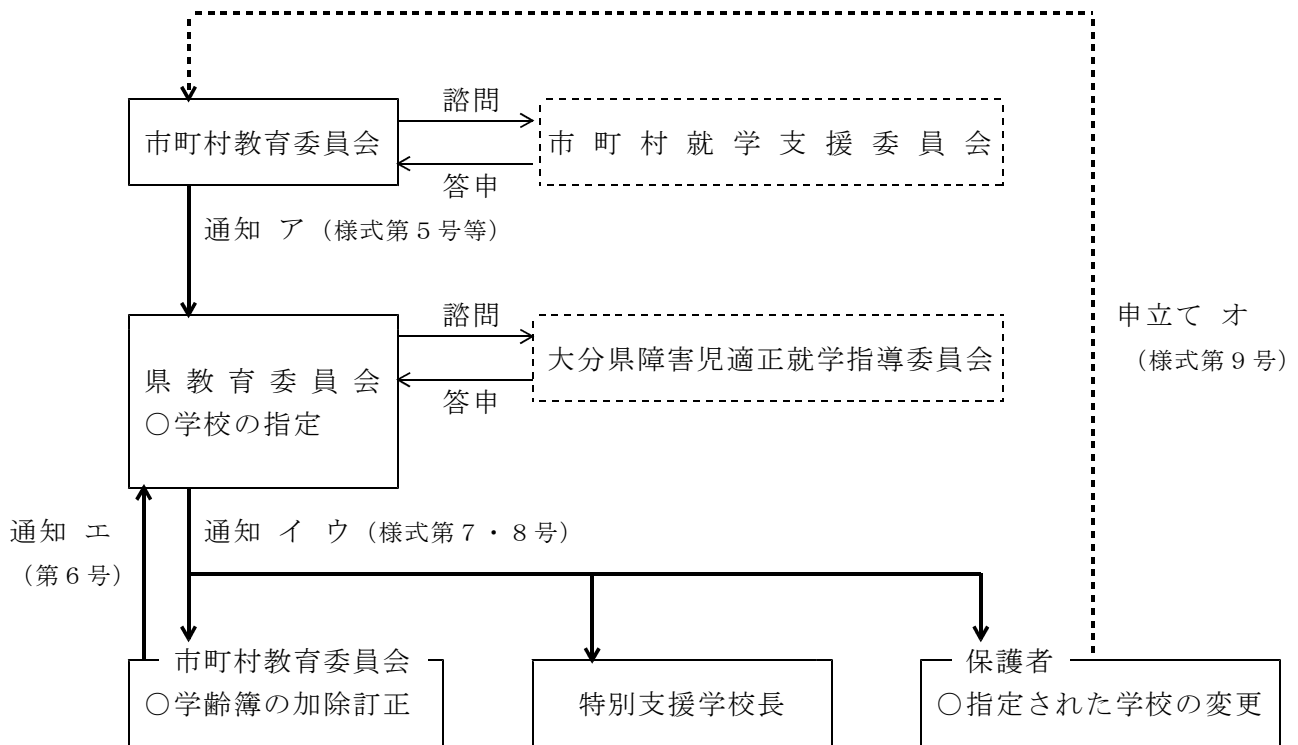 諮問
市町村教育委員会
市町村就学支援委員会
答申
通知 ア（様式第５号等）
諮問
申立て オ
（様式第９号）
大分県障害児適正就学指導委員会
県教育委員会
○学校の指定
答申
通知 エ
（第６号）
通知 イ ウ（様式第７・８号）
市町村教育委員会
○学齢簿の加除訂正
特別支援学校長
保護者
○指定された学校の変更